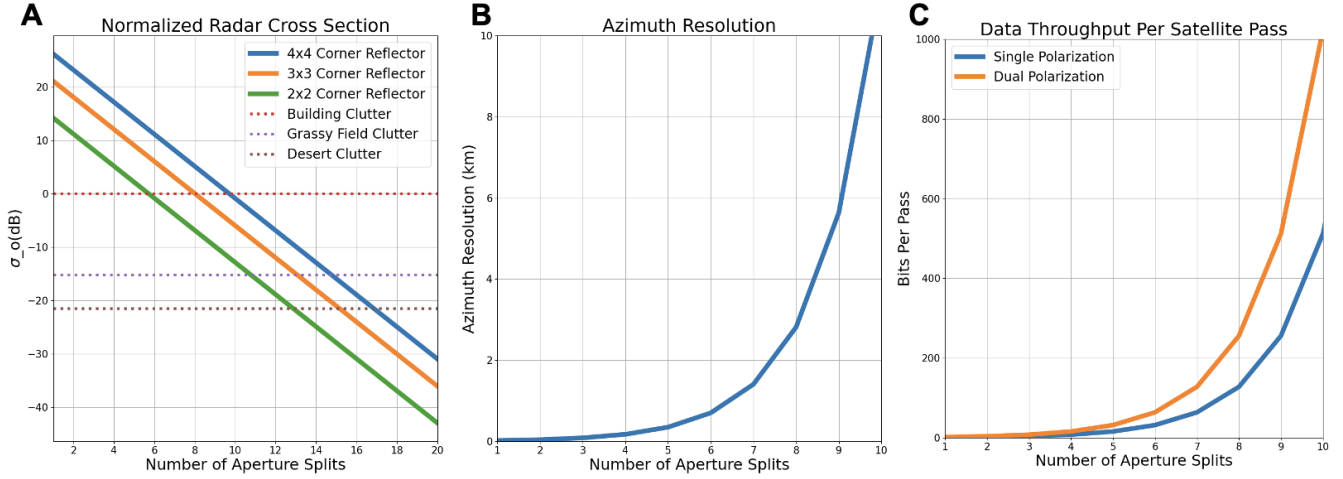 A
Normalized Radar Cross Section
4x4 Corner Reflector
3x3 Corner Reflector
2x2 Corner Reflector
Building Clutter
Grassy Field Clutter
Desert Clutter
σ_o(dB)
20
10
0
−10
−20
−30
−40
2 4 6 8 10 12 14 16 18 20
Number of Aperture Splits
B
Azimuth Resolution
Azimuth Resolution (km)
10
8
6
4
2
0
1 2 3 4 5 6 7 8 9 10
Number of Aperture Splits
C
Data Throughput Per Satellite Pass
Single Polarization
Dual Polarization
Bits Per Pass
1000
800
600
400
200
0
1 2 3 4 5 6 7 8 9 10
Number of Aperture Splits